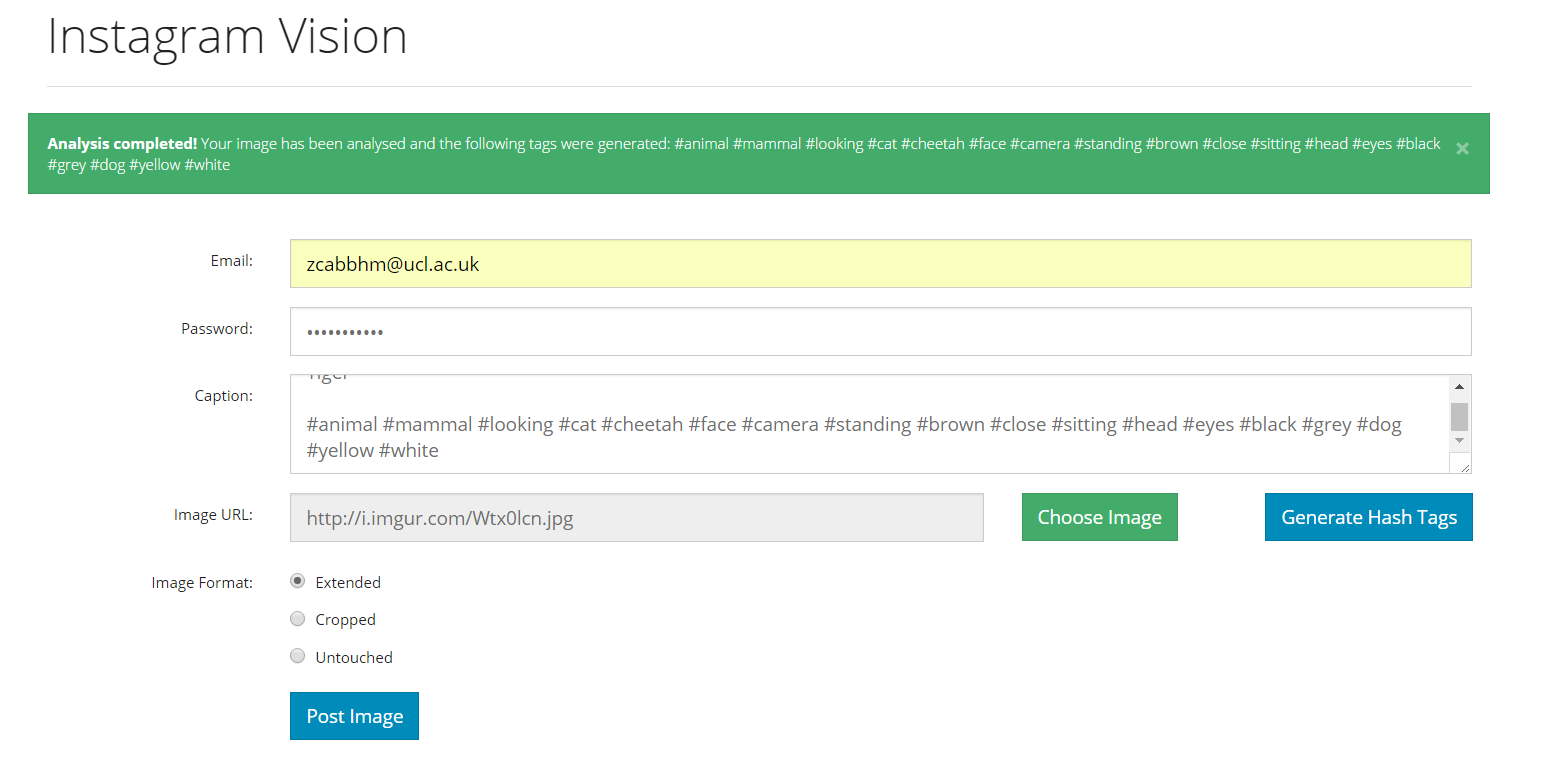 Instagram Vision
Analysis completed! Your image has been analysed and the following tags were generated: #animal #mammal #looking #cat #cheetah #face #camera #standing #brown #close #sitting #head #eyes #black
#grey #dog #yellow #white
Email:
zcabbhm@ucl.ac.uk
Password:
•••••••••••
Caption:
Tiger
#animal #mammal #looking #cat #cheetah #face #camera #standing #brown #close #sitting #head #eyes #black #grey #dog
#yellow #white
Image URL:
http://i.imgur.com/Wtx0lcn.jpg
Choose Image
Generate Hash Tags
Image Format:
Extended
Cropped
Untouched
Post Image